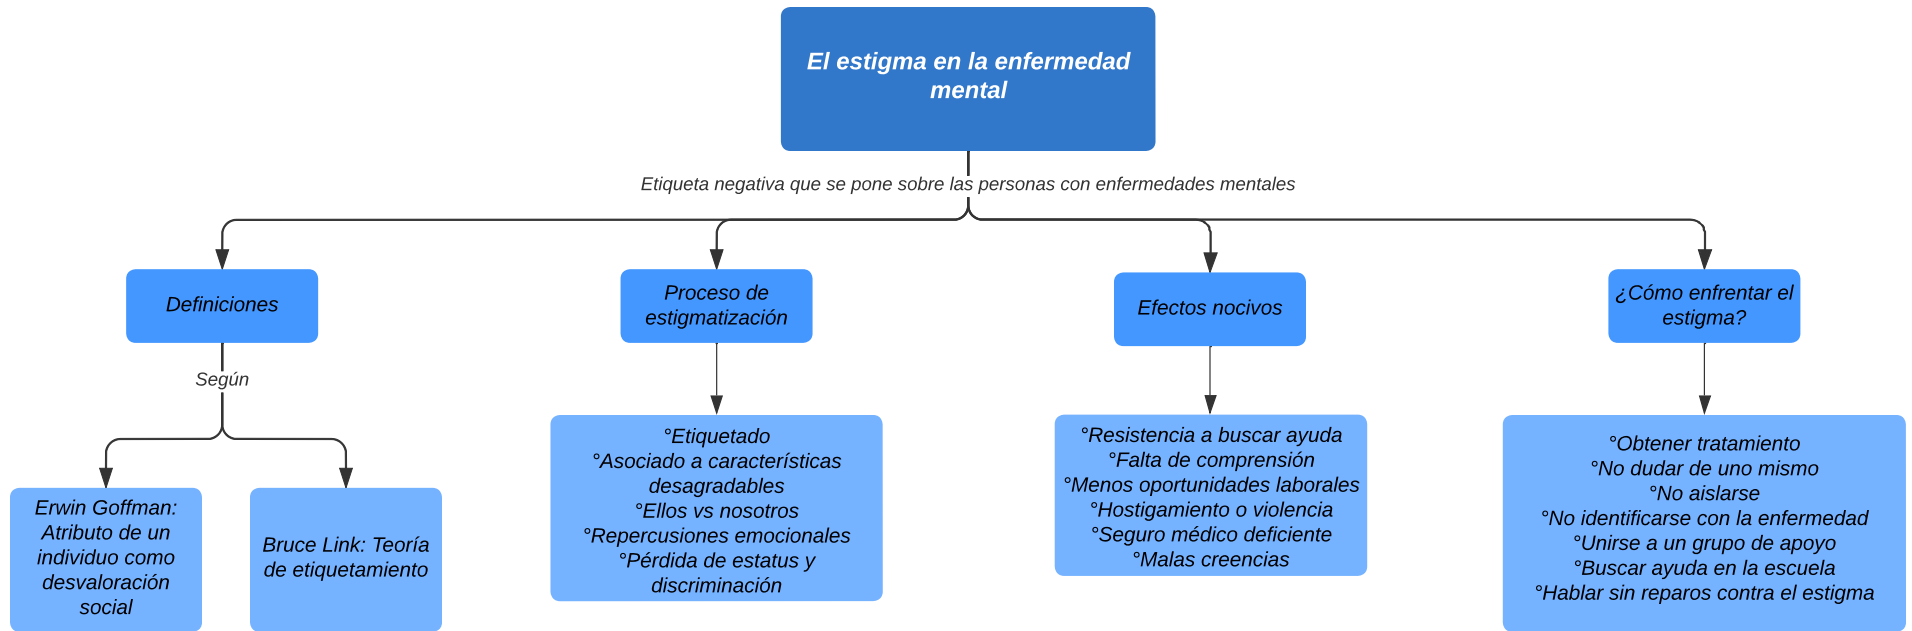 El estigma en la enfermedad
mental
Etiqueta negativa que se pone sobre las personas con enfermedades mentales
Definiciones
Proceso de
estigmatización
Efectos nocivos
¿Cómo enfrentar el
estigma?
Según
Erwin Goffman:
Atributo de un
individuo como
desvaloración
social
Bruce Link: Teoría
de etiquetamiento
°Etiquetado
°Asociado a características
desagradables
°Ellos vs nosotros
°Repercusiones emocionales
°Pérdida de estatus y
discriminación
°Resistencia a buscar ayuda
°Falta de comprensión
°Menos oportunidades laborales
°Hostigamiento o violencia
°Seguro médico deficiente
°Malas creencias
°Obtener tratamiento
°No dudar de uno mismo
°No aislarse
°No identificarse con la enfermedad
°Unirse a un grupo de apoyo
°Buscar ayuda en la escuela
°Hablar sin reparos contra el estigma